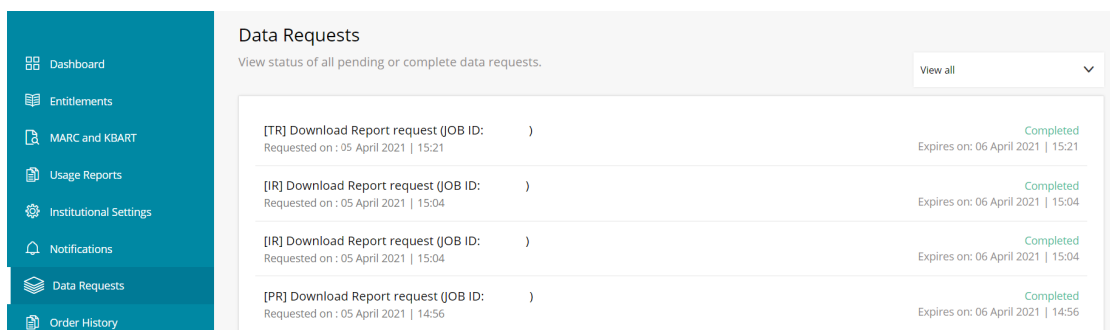 Dashboard
Entitlements
MARC and KBART
Usage Reports
Institutional Settings
Notifications
Data Requests
Order History
Data Requests
View status of all pending or complete data requests.
View all
[TR] Download Report request (JOB ID: )
Completed
Requested on : 05 April 2021 | 15:21
Expires on: 06 April 2021 | 15:21
[IR] Download Report request (JOB ID: )
Completed
Requested on : 05 April 2021 | 15:04
Expires on: 06 April 2021 | 15:04
[IR] Download Report request (JOB ID: )
Completed
Requested on : 05 April 2021 | 15:04
Expires on: 06 April 2021 | 15:04
[PR] Download Report request (JOB ID: )
Completed
Requested on : 05 April 2021 | 14:56
Expires on: 06 April 2021 | 14:56